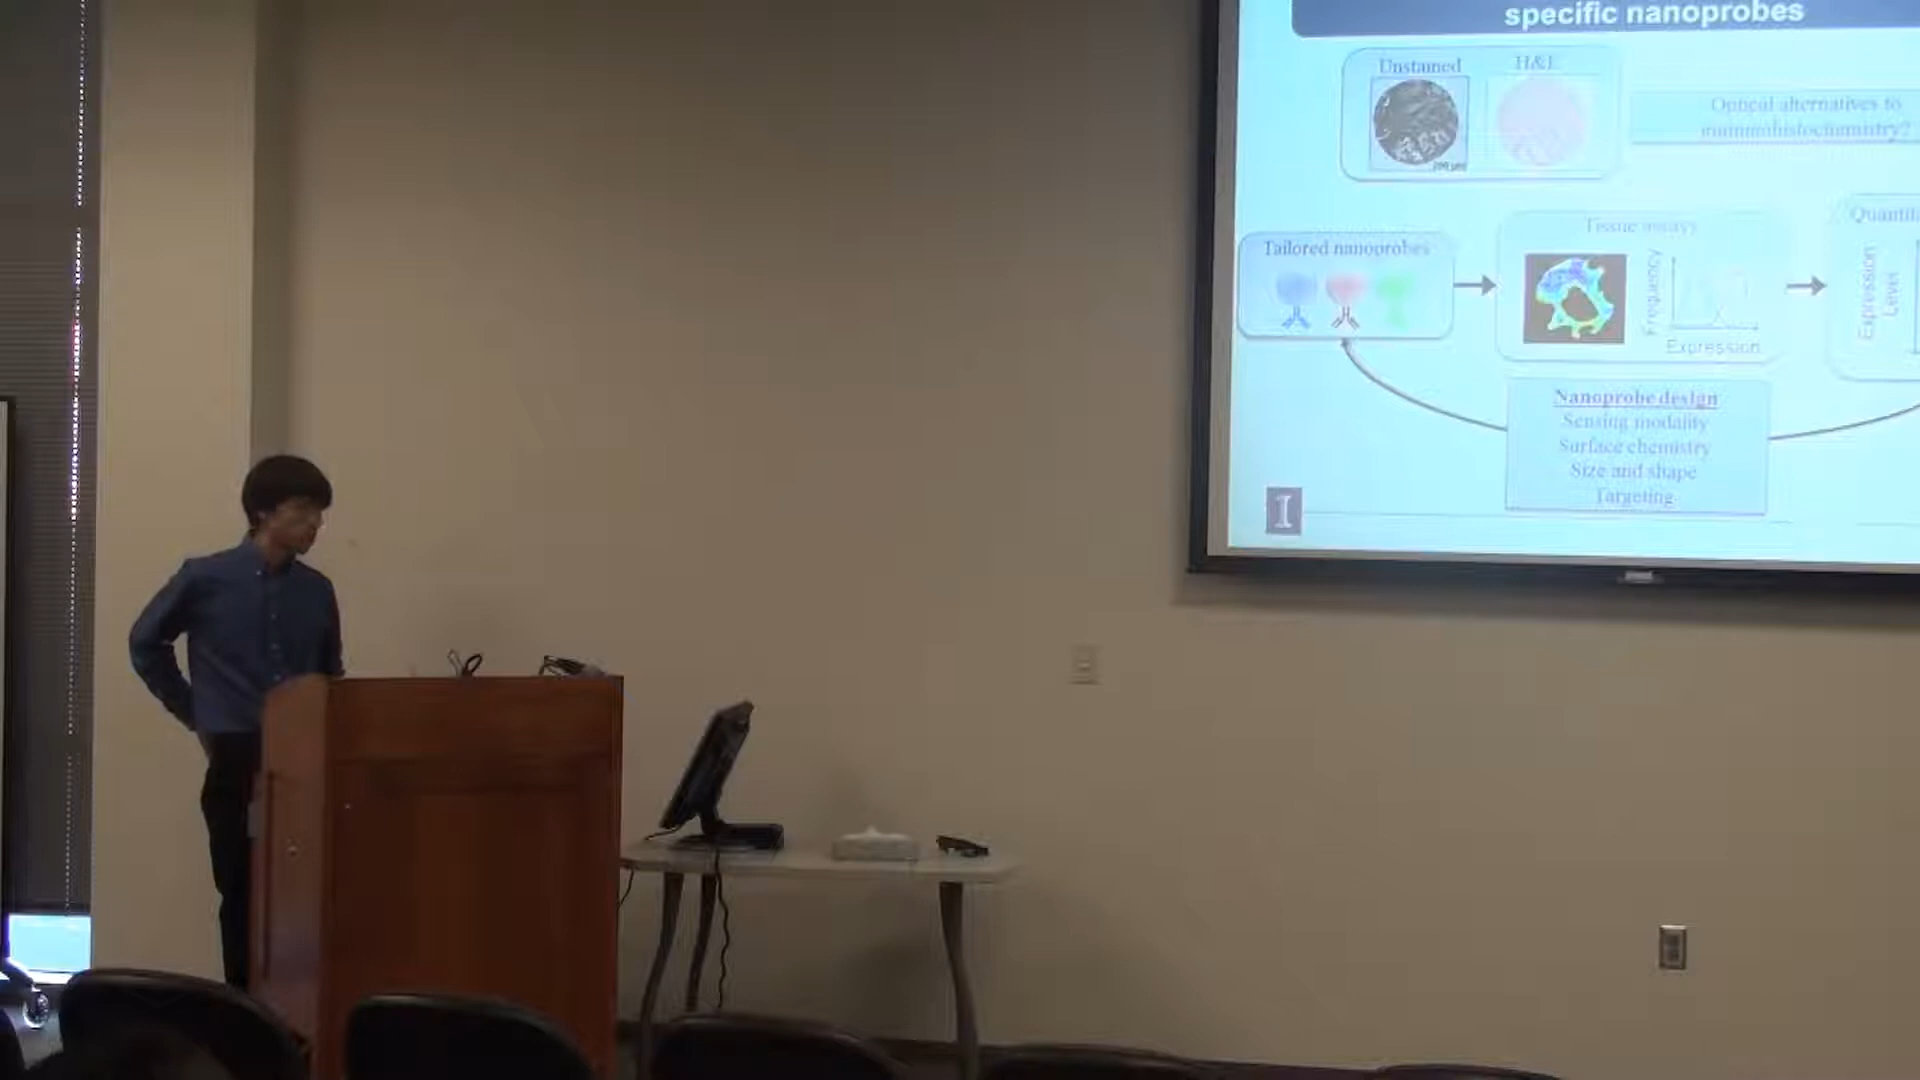 specific nanoprobes
Unstained
H&E
Optical alternatives to
immunohistochemistry?
Tailored nanoprobes
Tissue assays
Frequency
Expression
Expression
Level
Nanoprobe design
Sensing modality
Surface chemistry
Size and shape
Targeting
I